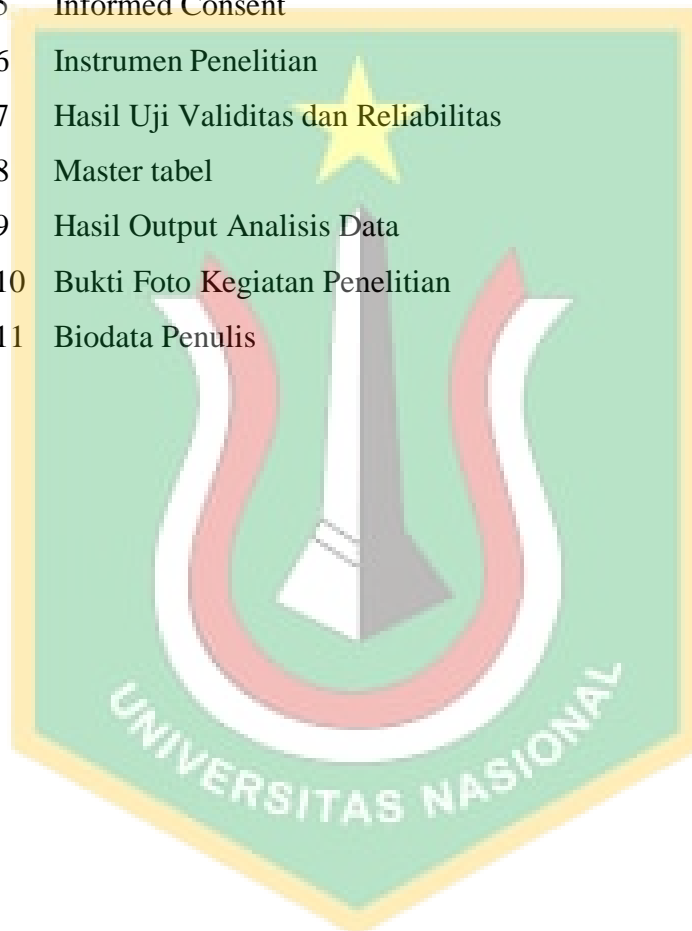 5 Informed Consent
6 Instrumen Penelitian
7 Hasil Uji Validitas dan Reliabilitas
8 Master tabel
9 Hasil Output Analisis Data
10 Bukti Foto Kegiatan Penelitian
11 Biodata Penulis
UNIVERSITAS NASIONAL